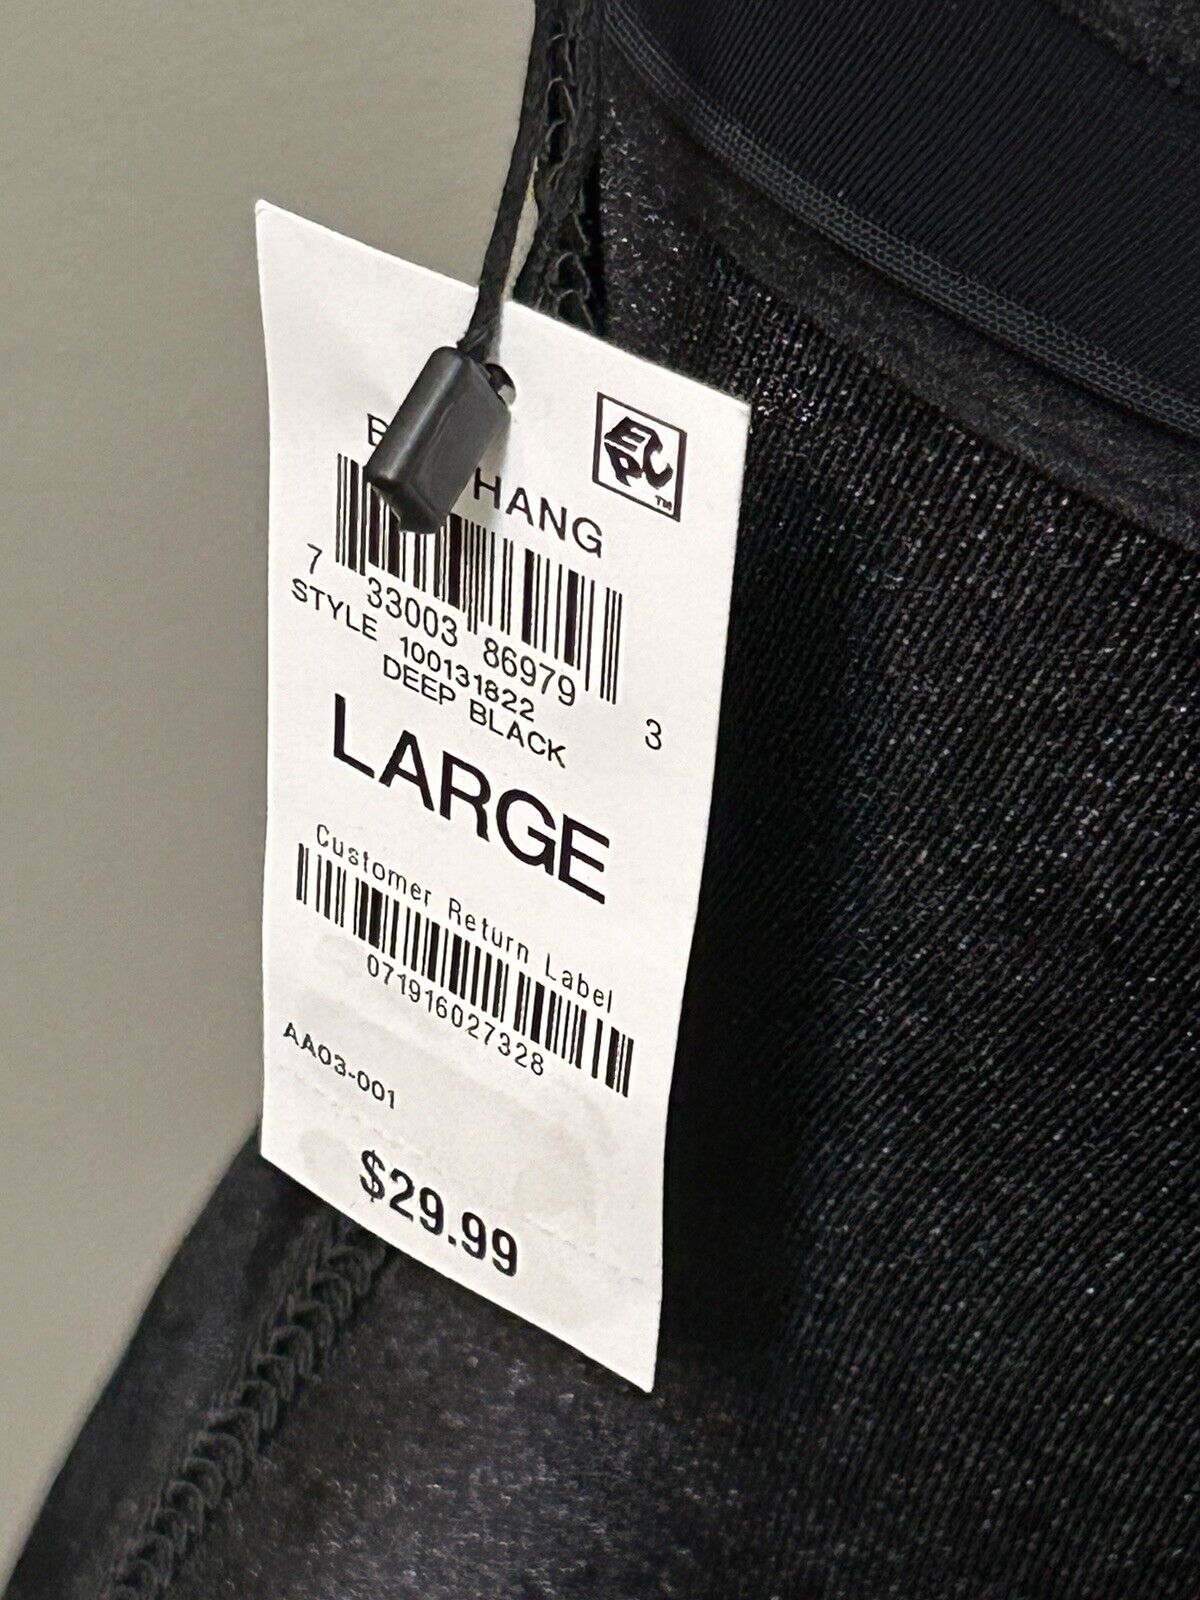 HANG
7 33003 86979 3
STYLE 100131822
DEEP BLACK
LARGE
Customer Return Label
071916027328
AA03-001
$29.99